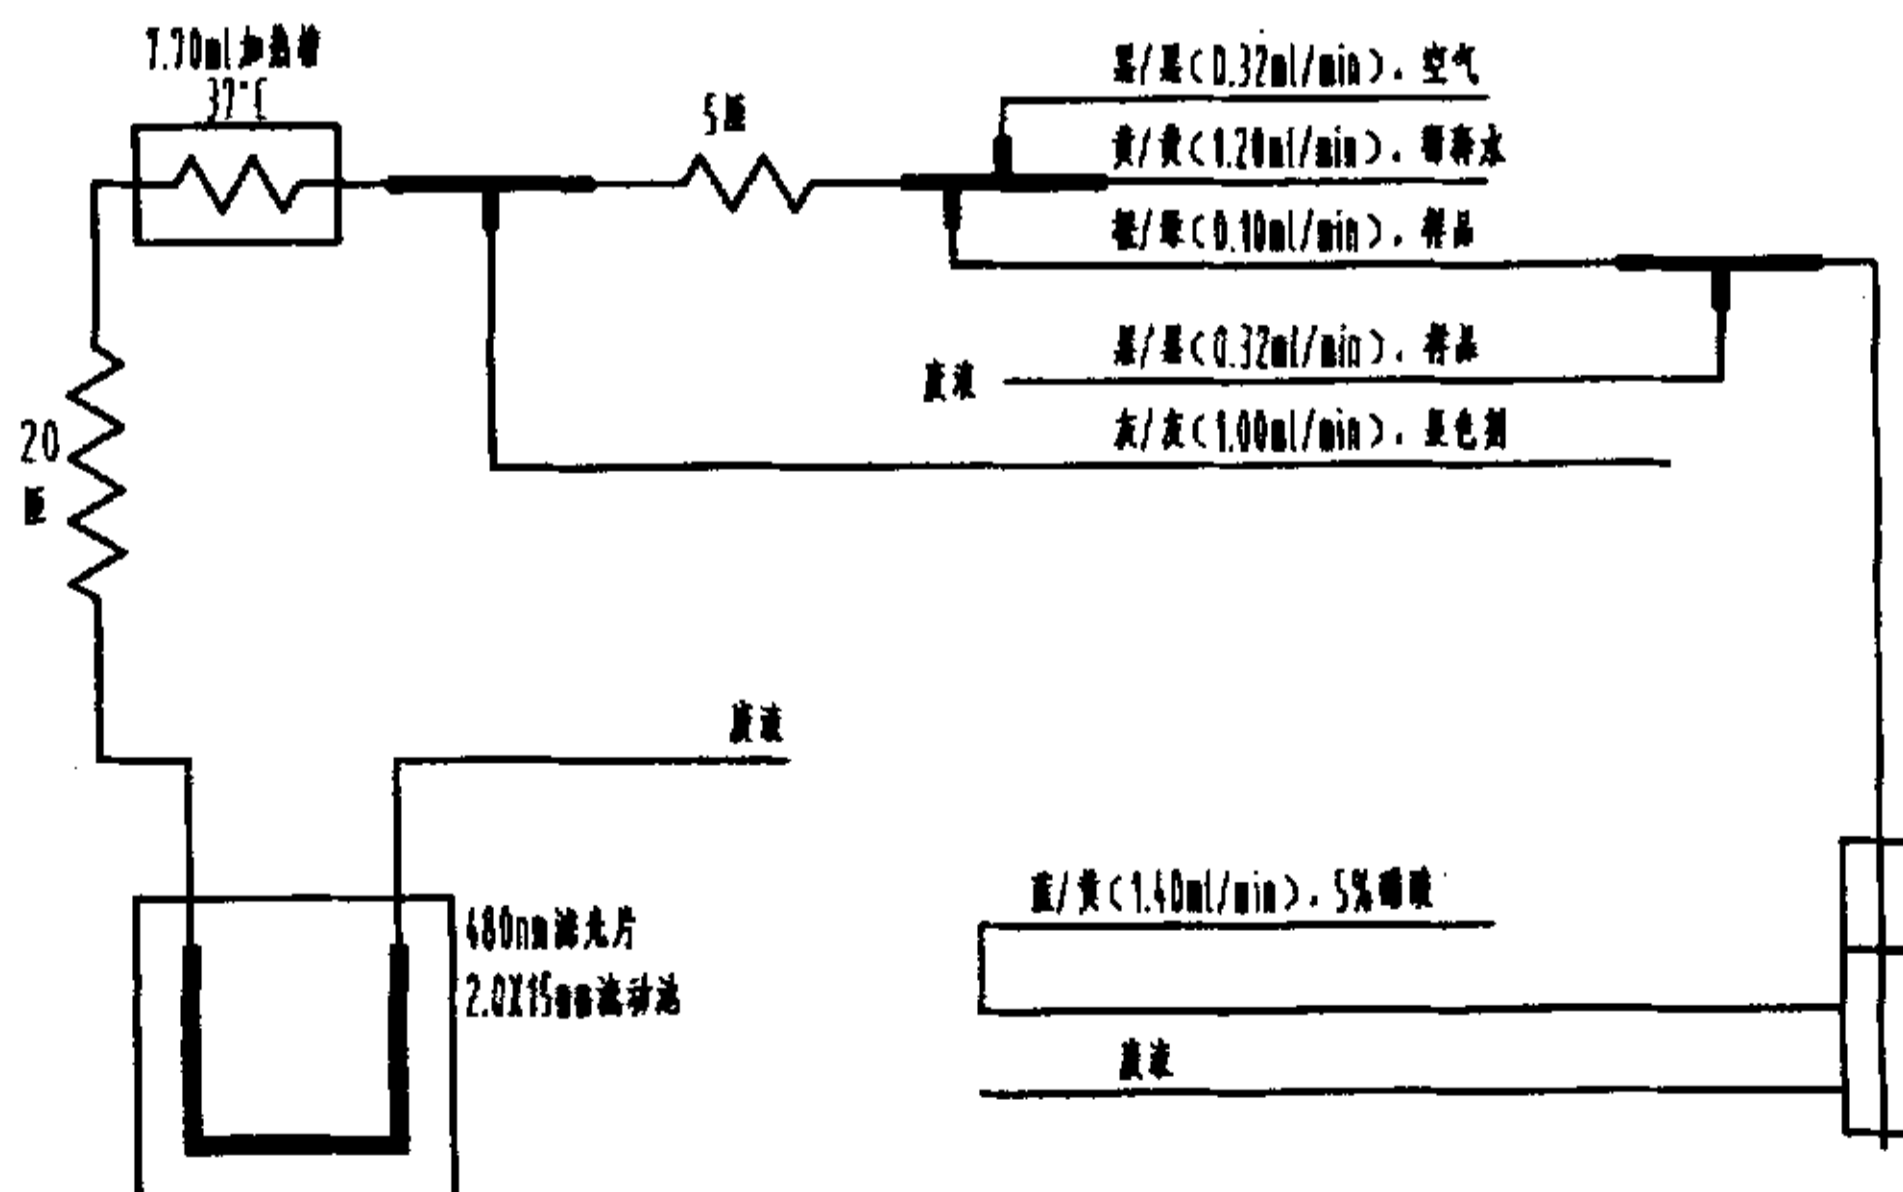 7.70ml加热槽
37°C
5匝
黑/黑(0.32ml/min), 空气
黄/黄(1.20ml/min), 稀释水
橙/绿(0.10ml/min), 样品
黑/黑(0.32ml/min), 样品
废液
灰/灰(1.00ml/min), 显色剂
20
匝
废液
蓝/黄(1.40ml/min), 5%醋酸
480nm滤光片
2.0X15mm流动池
废液